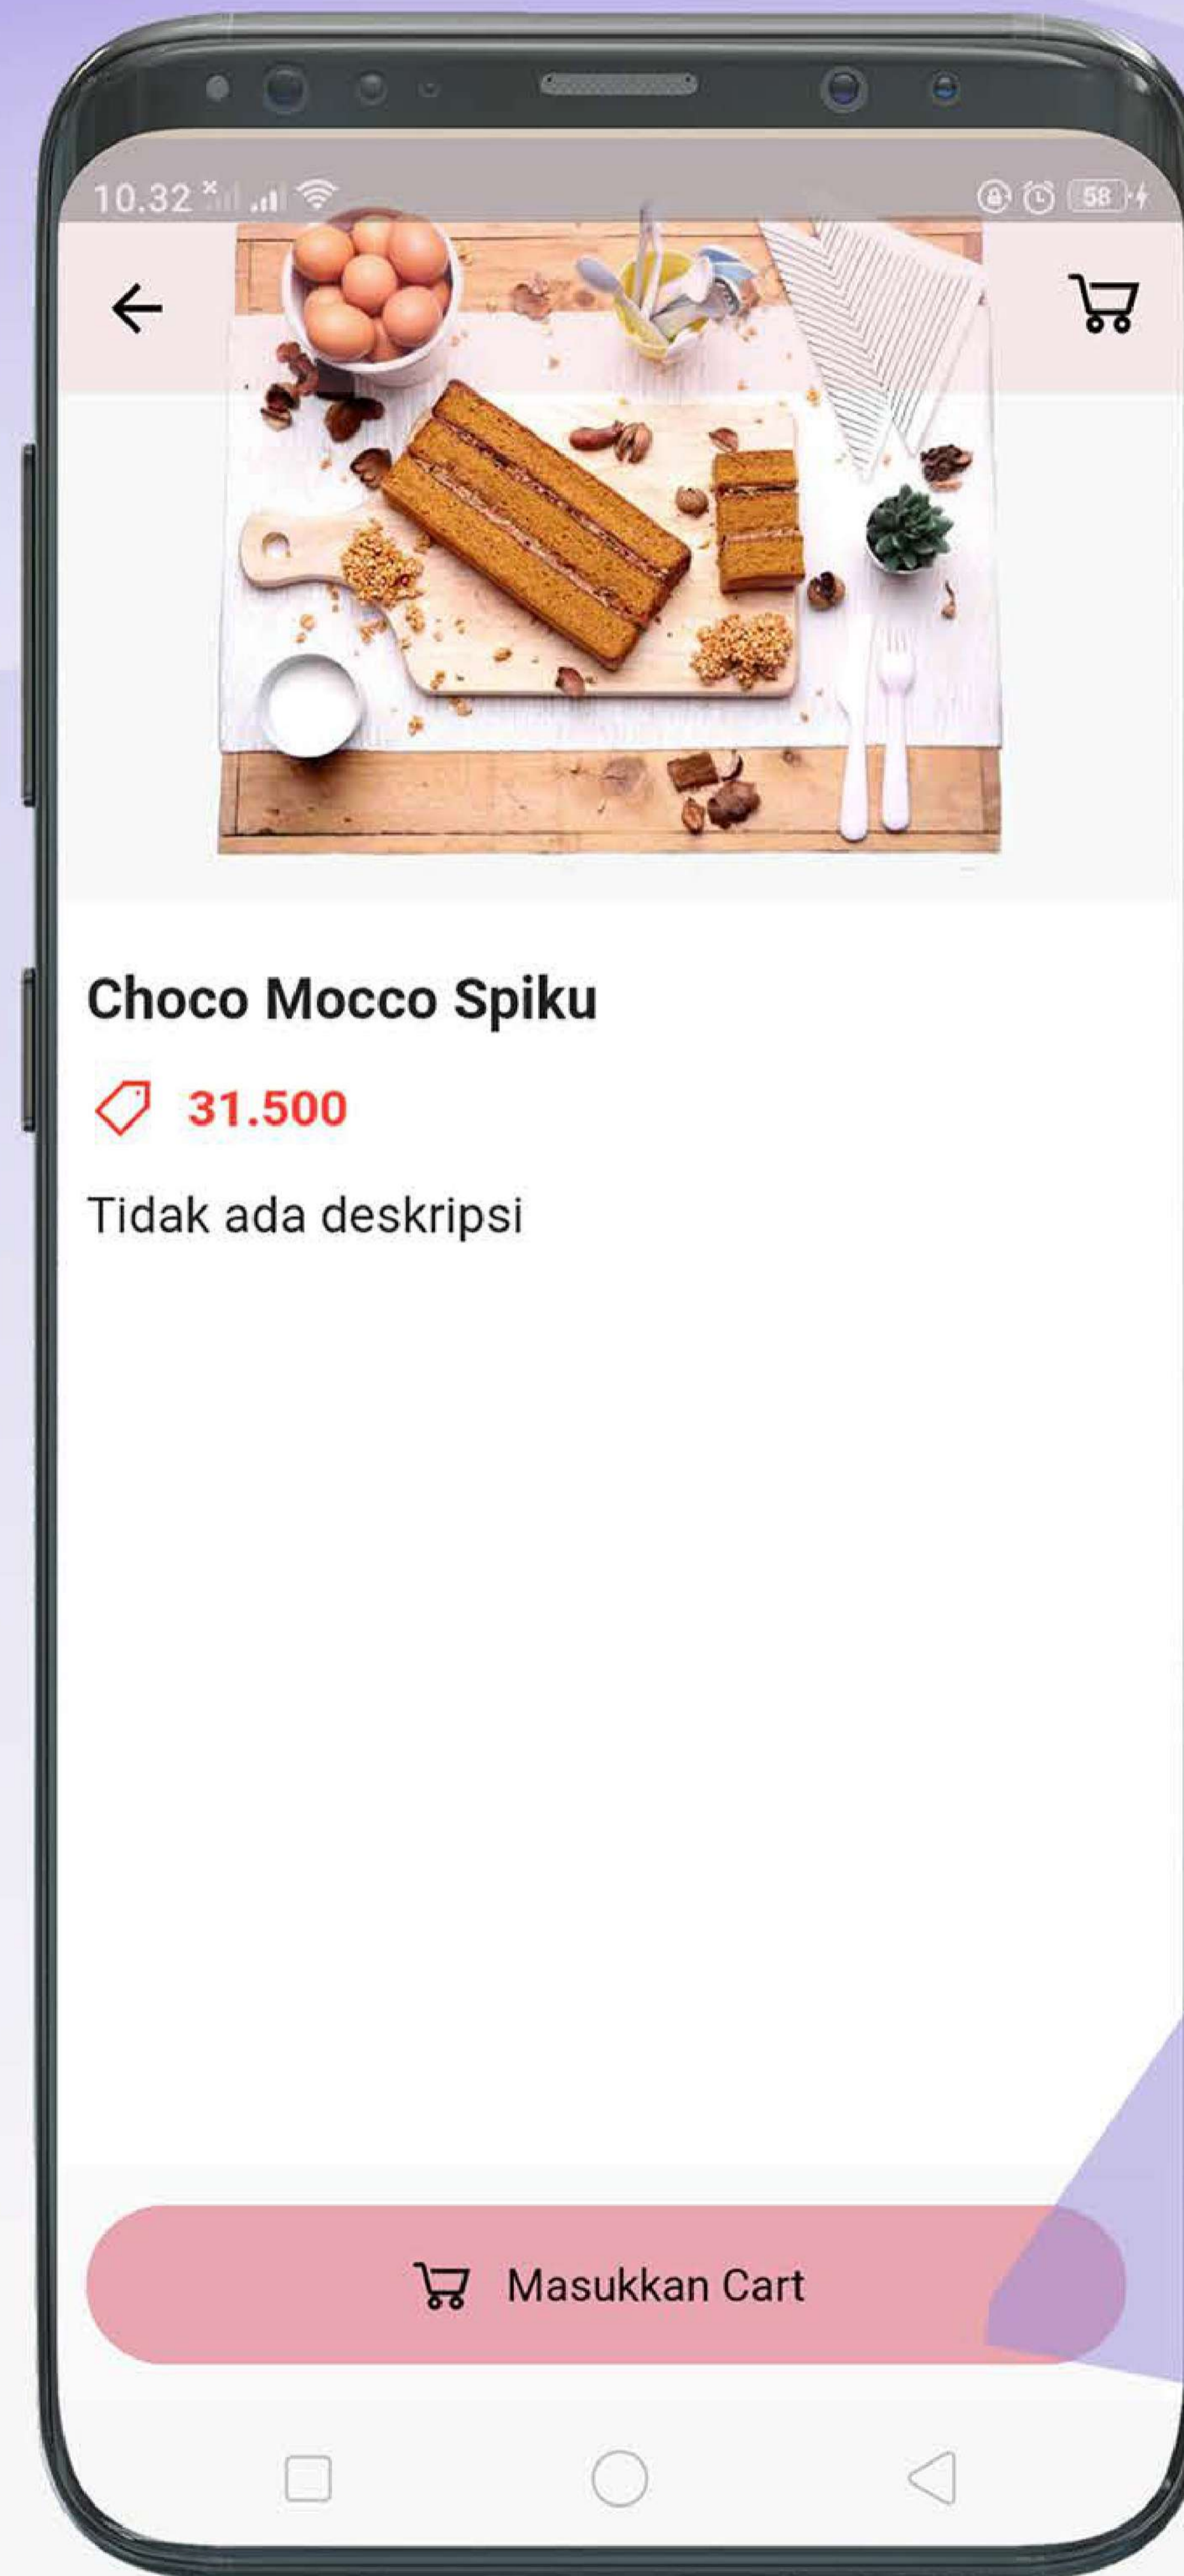 10.32
58
Choco Mocco Spiku
31.500
Tidak ada deskripsi
Masukkan Cart